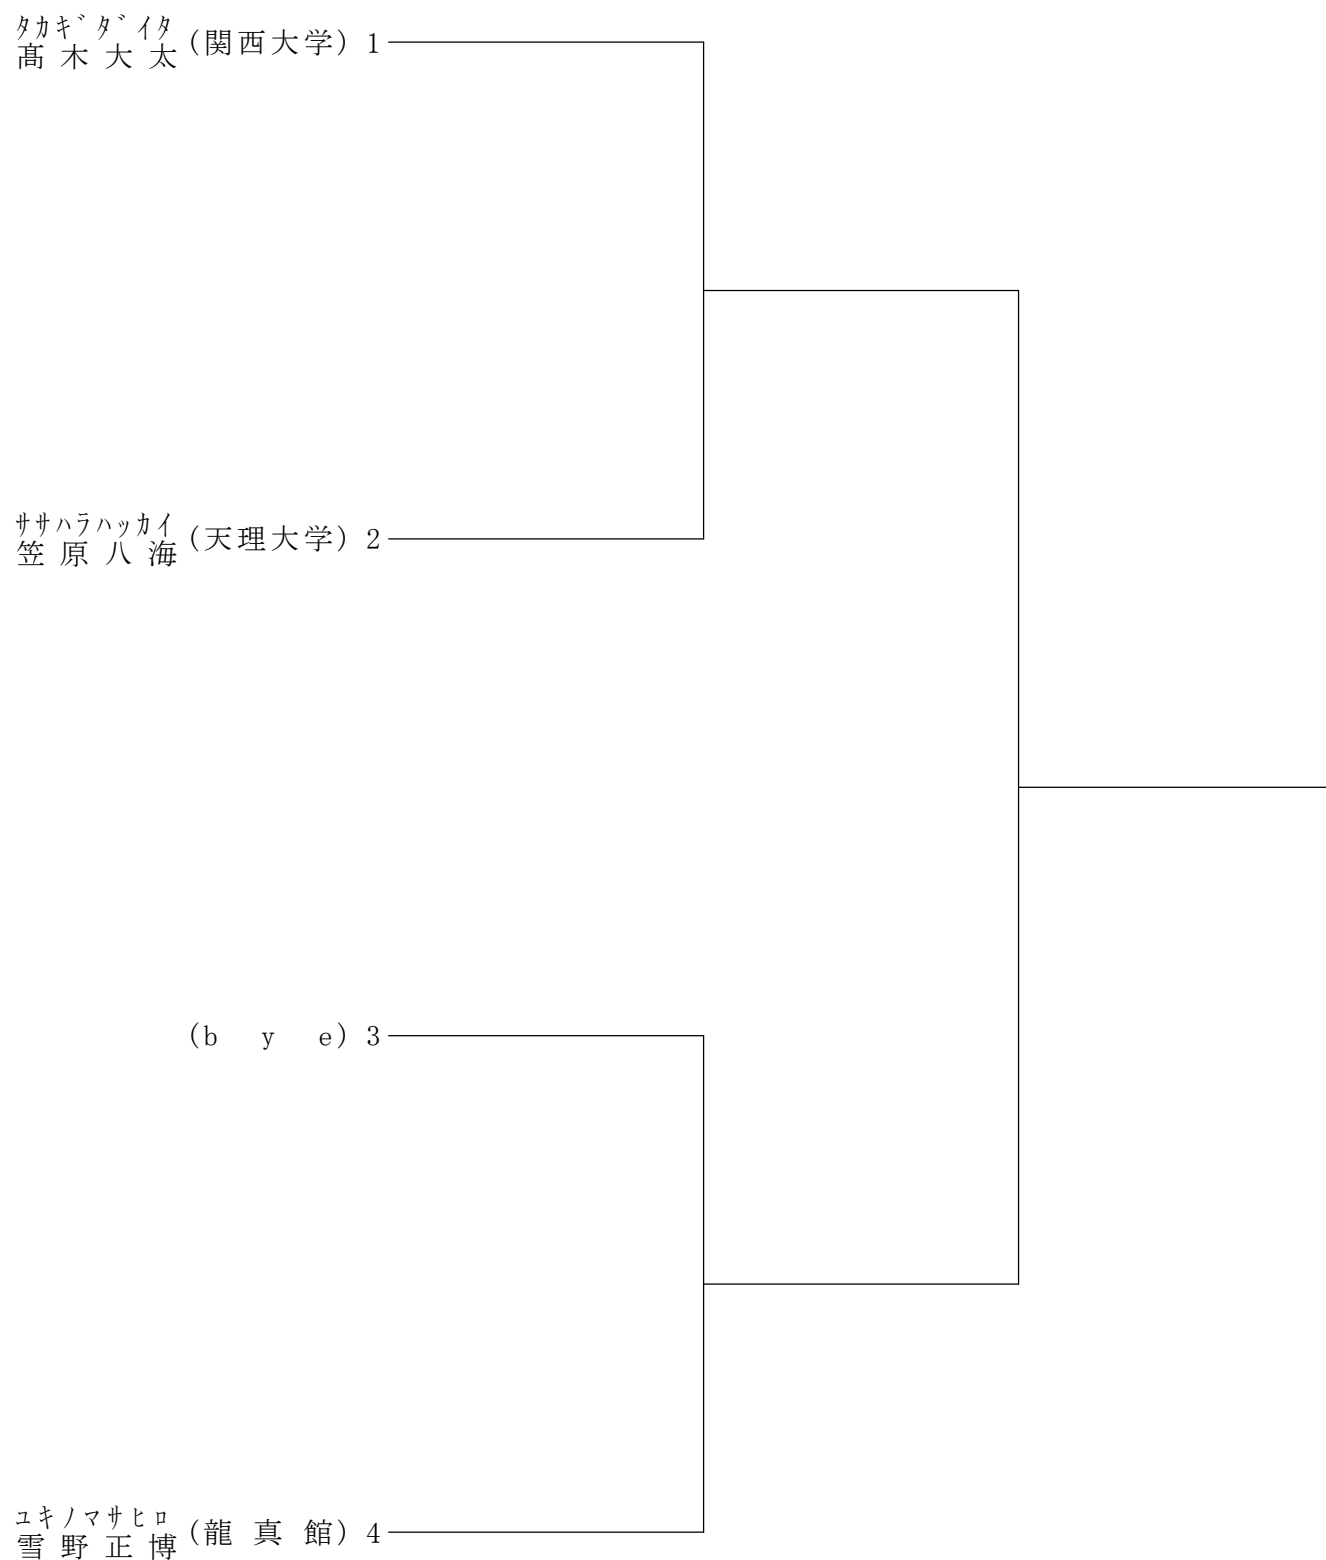 タカギダイタ
髙木大太 (関西大学) 1
ササハラハッカイ
笠原八海 (天理大学) 2
(bye) 3
ユキノマサヒロ
雪野正博 (龍真館) 4